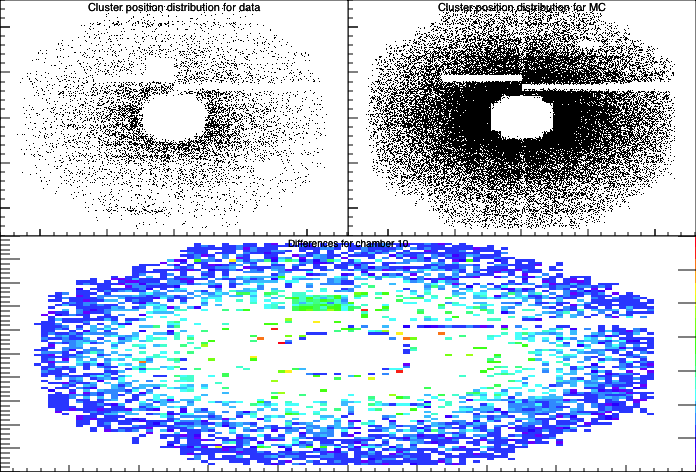 Cluster position distribution for data
Cluster position distribution for MC
Differences for chamber 10